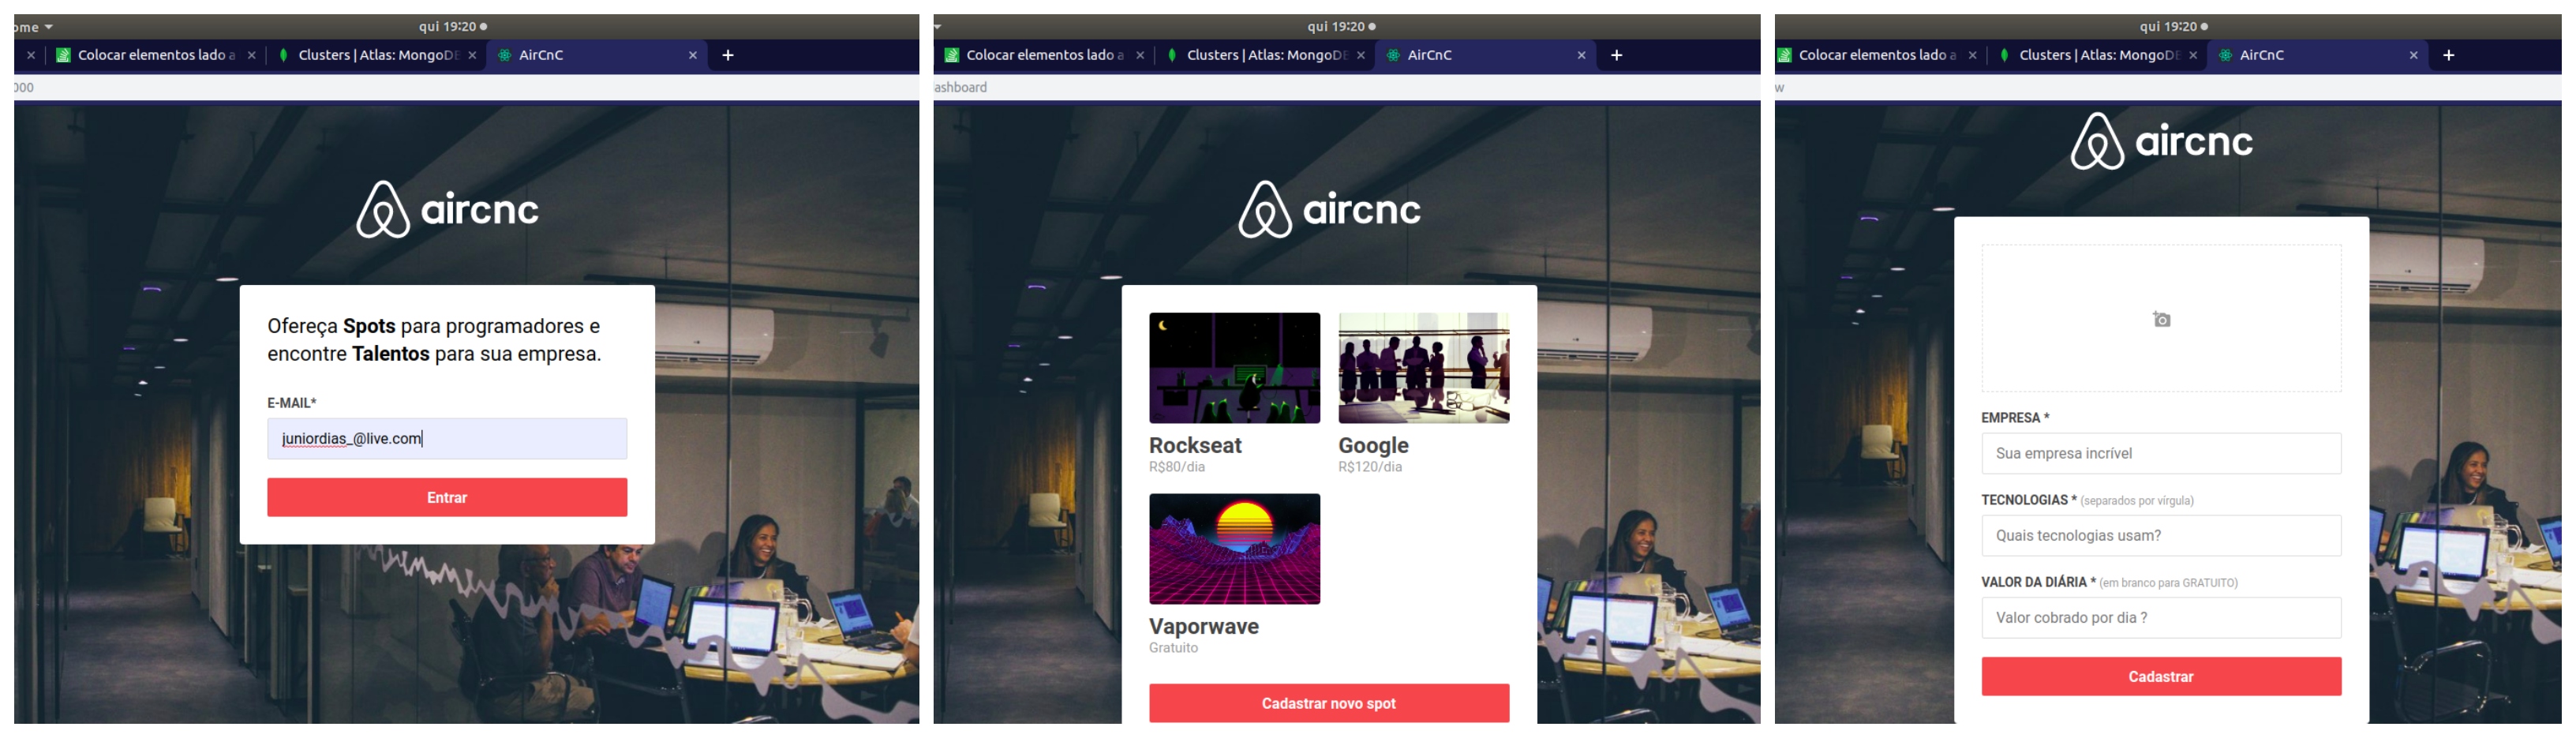 ome
qui 19:20
Colocar elementos lado a
Clusters | Atlas: MongoDB
AirCnC
000
aircnc
Ofereça Spots para programadores e
encontre Talentos para sua empresa.
E-MAIL*
juniordias_@live.com
Entrar
qui 19:20
Colocar elementos lado a
Clusters | Atlas: MongoDB
AirCnC
ashboard
aircnc
Rockseat
R$80/dia
Google
R$120/dia
Vaporwave
Gratuito
Cadastrar novo spot
qui 19:20
Colocar elementos lado a
Clusters | Atlas: MongoDB
AirCnC
w
aircnc
EMPRESA *
Sua empresa incrível
TECNOLOGIAS * (separados por vírgula)
Quais tecnologias usam?
VALOR DA DIÁRIA * (em branco para GRATUITO)
Valor cobrado por dia ?
Cadastrar